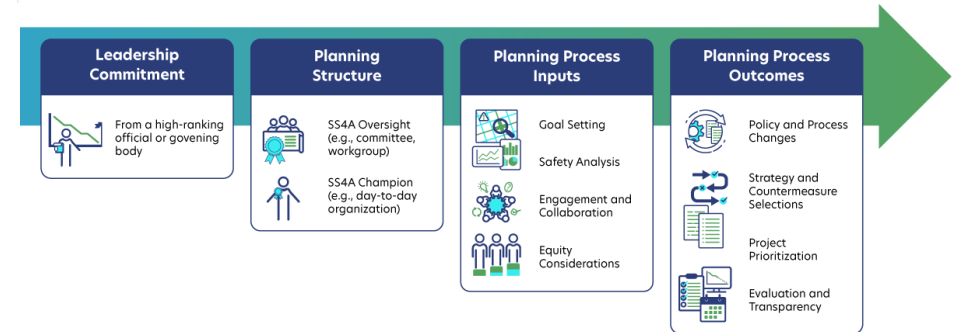 Leadership
Commitment
From a high-ranking
official or govening
body
Planning
Structure
SS4A Oversight
(e.g., committee,
workgroup)
SS4A Champion
(e.g., day-to-day
organization)
Planning Process
Inputs
Goal Setting
Safety Analysis
Engagement and
Collaboration
Equity
Considerations
Planning Process
Outcomes
Policy and Process
Changes
Strategy and
Countermeasure
Selections
Project
Prioritization
Evaluation and
Transparency